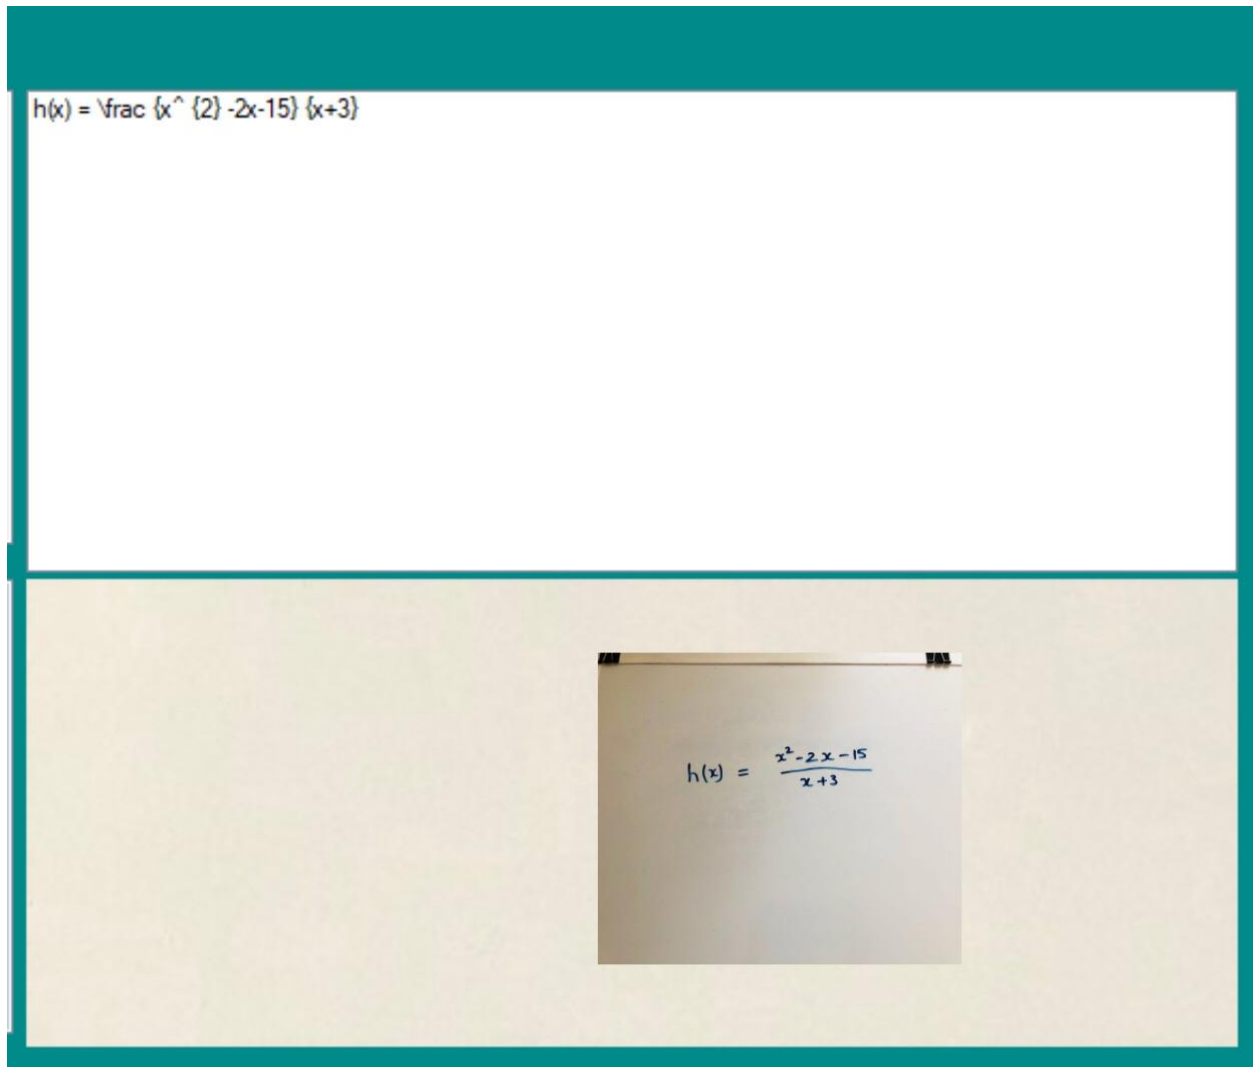 h(x) = \frac {x^ {2} -2x-15} {x+3}
h(x) = x²-2x-15
x+3